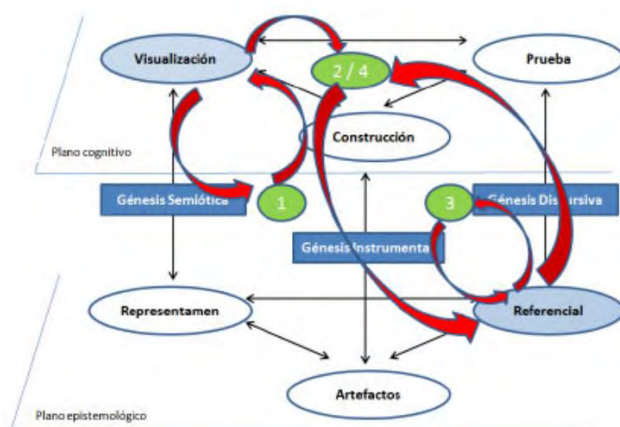 Visualización
2 / 4
Prueba
Construcción
Plano cognitivo
Génesis Semiótica
1
3
Génesis Discursiva
Génesis Instrumental
Representamen
Referencial
Artefactos
Plano epistemológico